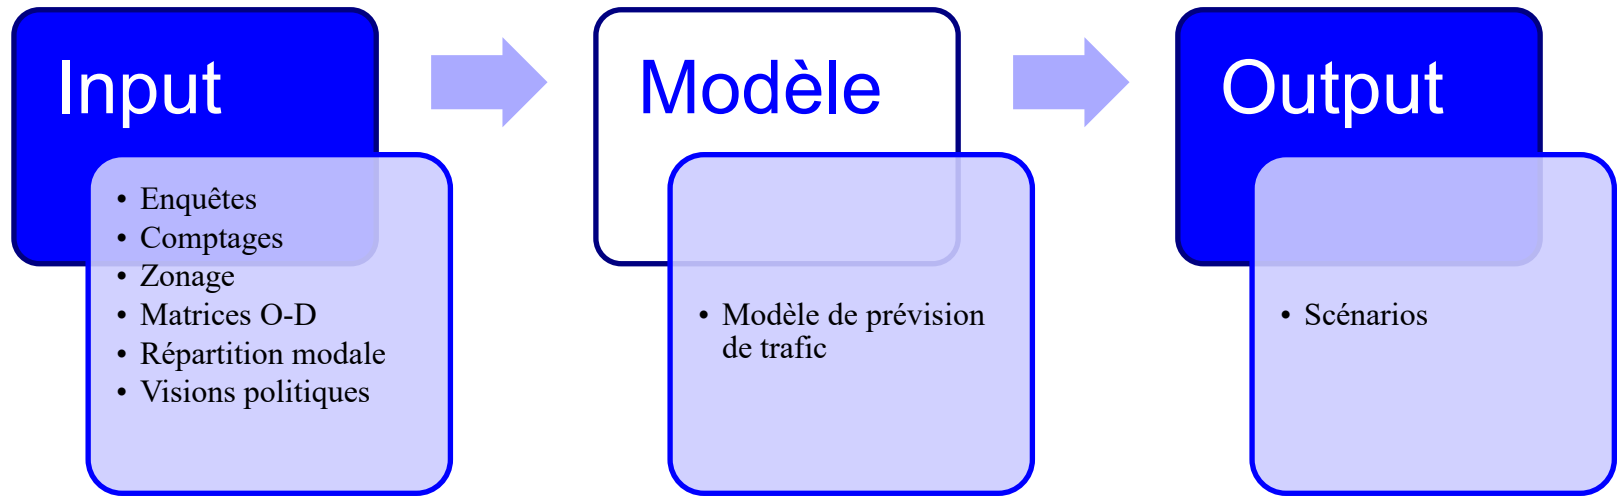 Input
• Enquêtes
• Comptages
• Zonage
• Matrices O-D
• Répartition modale
• Visions politiques
Modèle
• Modèle de prévision
de trafic
Output
• Scénarios